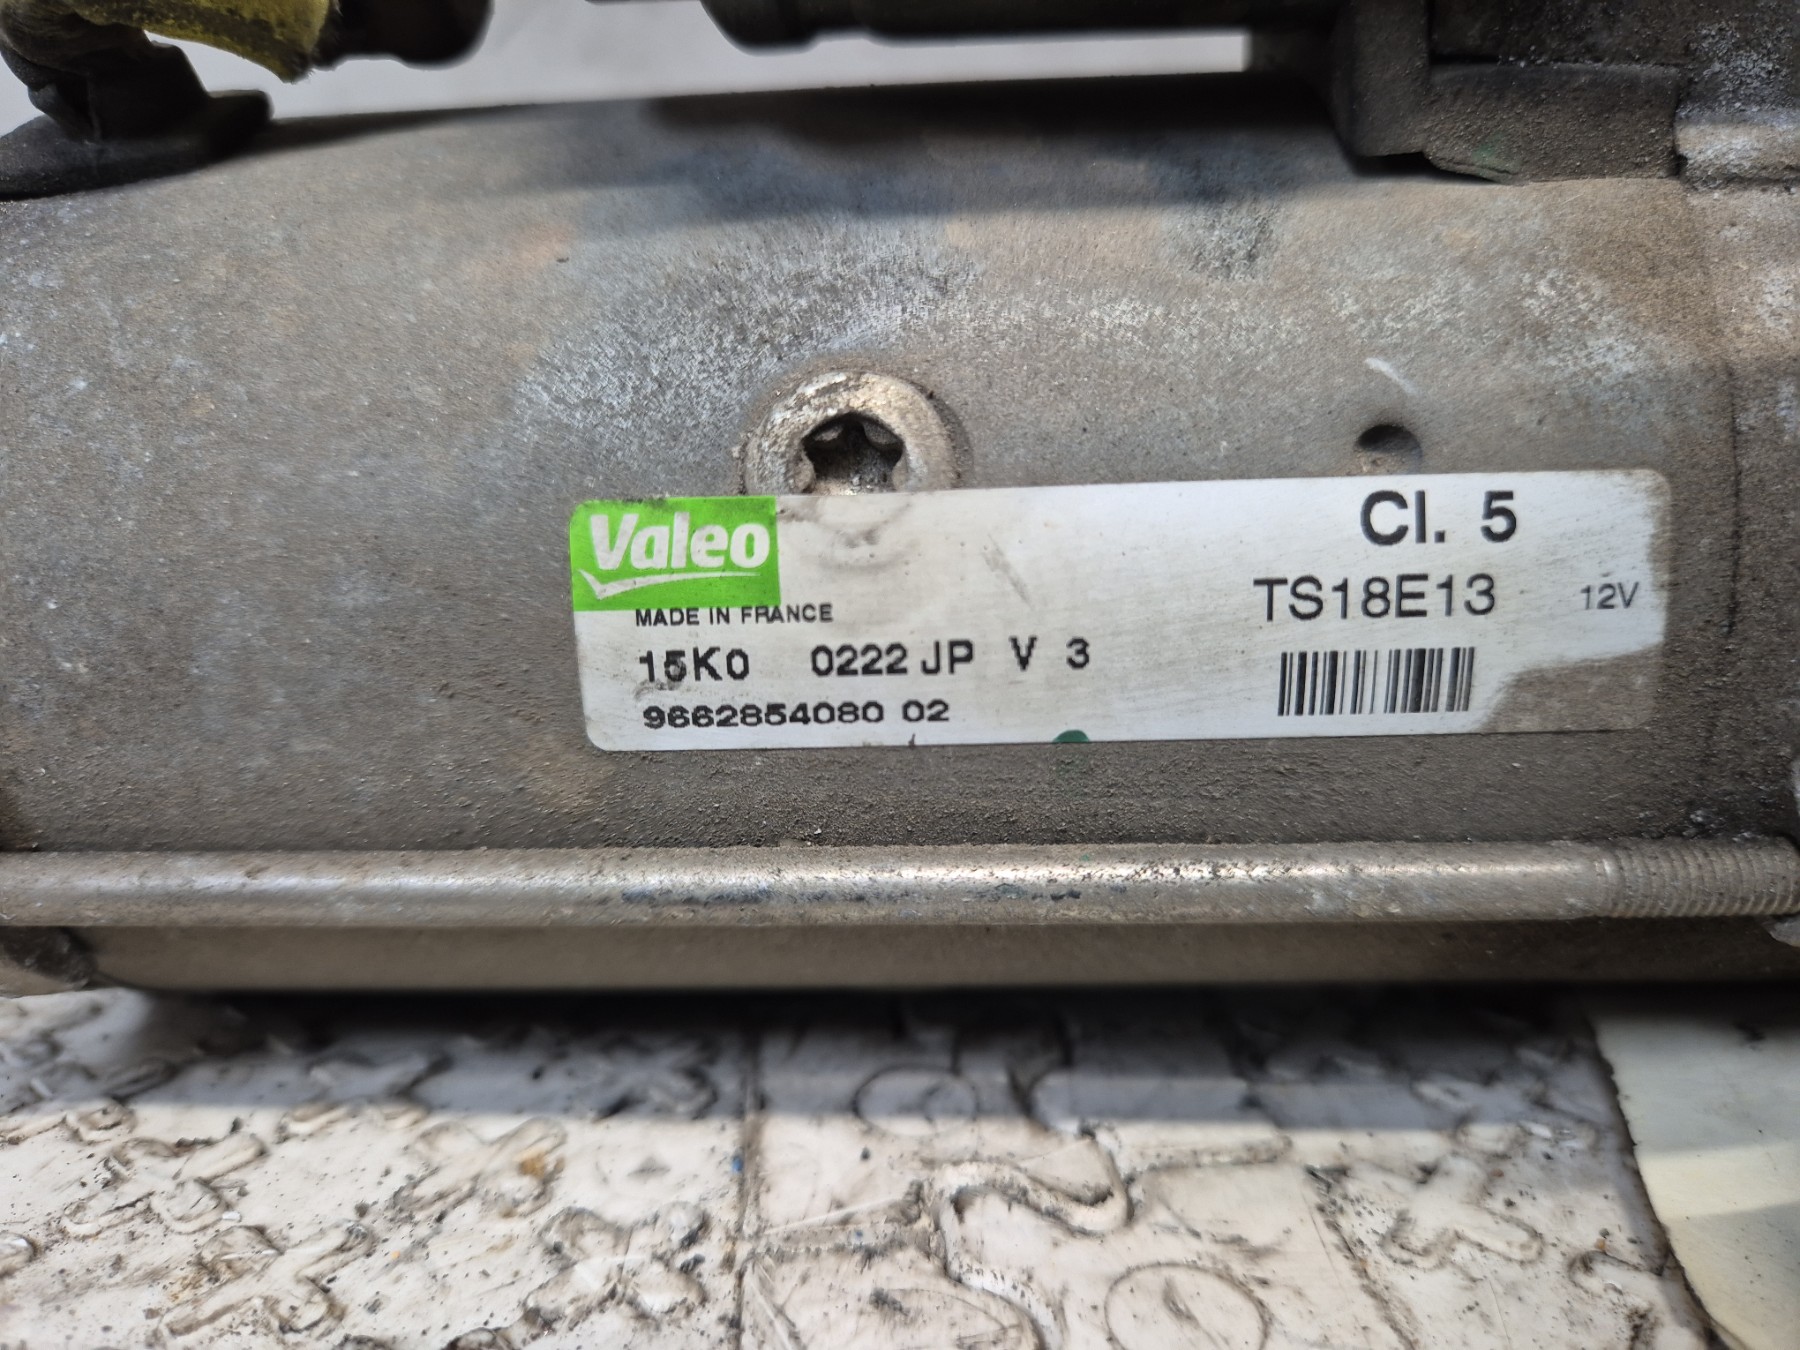 Valeo
MADE IN FRANCE
Cl. 5
TS18E13 12V
15K0 0222 JP V 3
9662854080 02